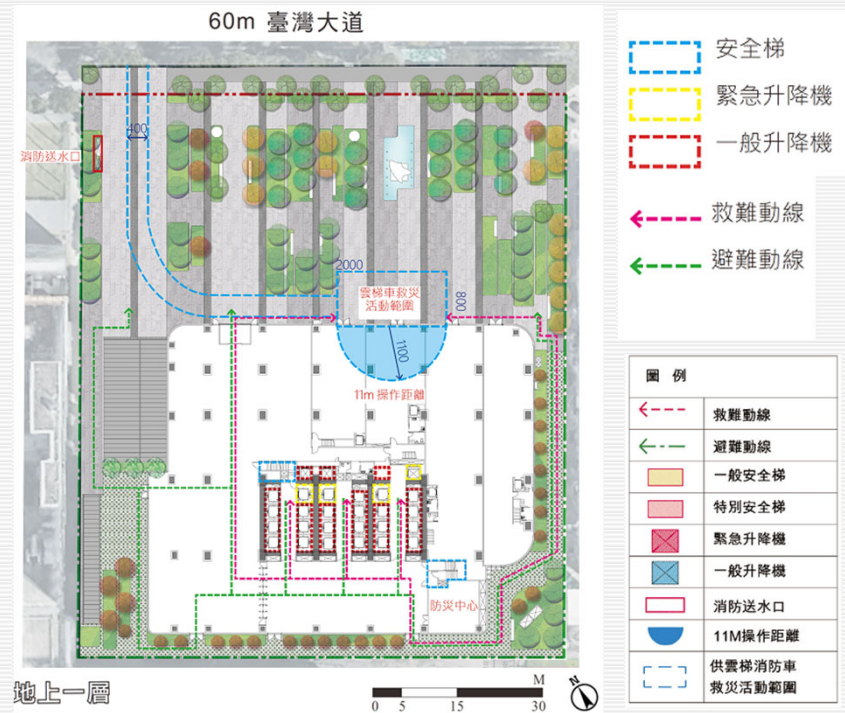 60m 臺灣大道
400
消防送水口
2000
雲梯車救災
活動範圍
800
1100
11m 操作距離
防災中心
地上一層
M
0 5 15 30
N
安全梯
緊急升降機
一般升降機
救難動線
避難動線
圖 例
救難動線
避難動線
一般安全梯
特別安全梯
緊急升降機
一般升降機
消防送水口
11M操作距離
供雲梯消防車
救災活動範圍